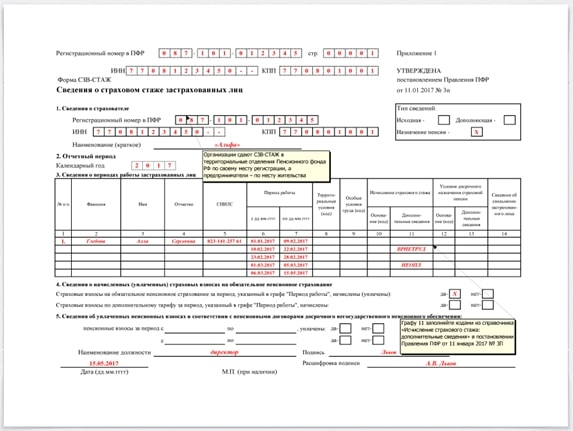 Регистрационный номер в ПФР 0 8 7 - 1 0 1 - 0 1 2 3 4 5 стр. 0 0 0 0 1 Приложение 1
ИНН 7 7 0 8 1 2 3 4 5 0 - - КПП 7 7 0 8 0 1 0 0 1 УТВЕРЖДЕНА
Форма СЗВ-СТАЖ постановлением Правления ПФР
Сведения о страховом стаже застрахованных лиц от 11.01.2017 № 3п
1. Сведения о страхователе Тип сведений:
Регистрационный номер в ПФР 0 8 7 - 1 0 1 - 0 1 2 3 4 5 Исходная - Дополняющая -
ИНН 7 7 0 8 1 2 3 4 5 0 - - КПП 7 7 0 8 0 1 0 0 1 Назначение пенсии - X
Наименование (краткое) «Альфа»
Организации сдают СЗВ-СТАЖ в
территориальные отделения Пенсионного фонда
РФ по своему месту регистрации, а
предприниматели – по месту жительства
2. Отчетный период
Календарный год 2 0 1 7
3. Сведения о периодах работы застрахованных лиц
№ п/п Фамилия Имя Отчество СНИЛС Период работы с дд.мм.гггг по дд.мм.гггг Территориальные условия (код) Особые условия труда (код) Исчисление страхового стажа Основание (код) Дополнительные сведения Условия досрочного назначения страховой пенсии Основание (код) Дополнительные сведения Сведения об увольнении застрахованного лица
1 2 3 4 5 6 7 8 9 10 11 12 13 14
1. Глебова Алла Сергеевна 023-141-257 64 01.01.2017 09.02.2017
10.02.2017 22.02.2017 ВРНЕТРУД
23.02.2017 28.02.2017
01.03.2017 05.03.2017 НЕОПЛ
06.03.2017 15.05.2017
4. Сведения о начисленных (уплаченных) страховых взносах на обязательное пенсионное страхование
Страховые взносы на обязательное пенсионное страхование за период, указанный в графе "Период работы", начислены (уплачены) да- X нет-
Страховые взносы по дополнительному тарифу за период, указанный в графе "Период работы", начислены (уплачены) да- нет-
5. Сведения об уплаченных пенсионных взносах в соответствии с пенсионными договорами досрочного негосударственного пенсионного обеспечения:
пенсионные взносы за период с по , уплачены: да- нет-
с по да- нет-
с по да- нет-
Графу 11 заполняйте кодами из справочника
«Исчисление страхового стажа:
дополнительные сведения» в постановлении
Правления ПФР от 11 января 2017 № 3П
Наименование должности директор Подпись Львов
15.05.2017 Расшифровка подписи А.В. Львов
Дата (дд.мм.гггг) М.П. (при наличии)